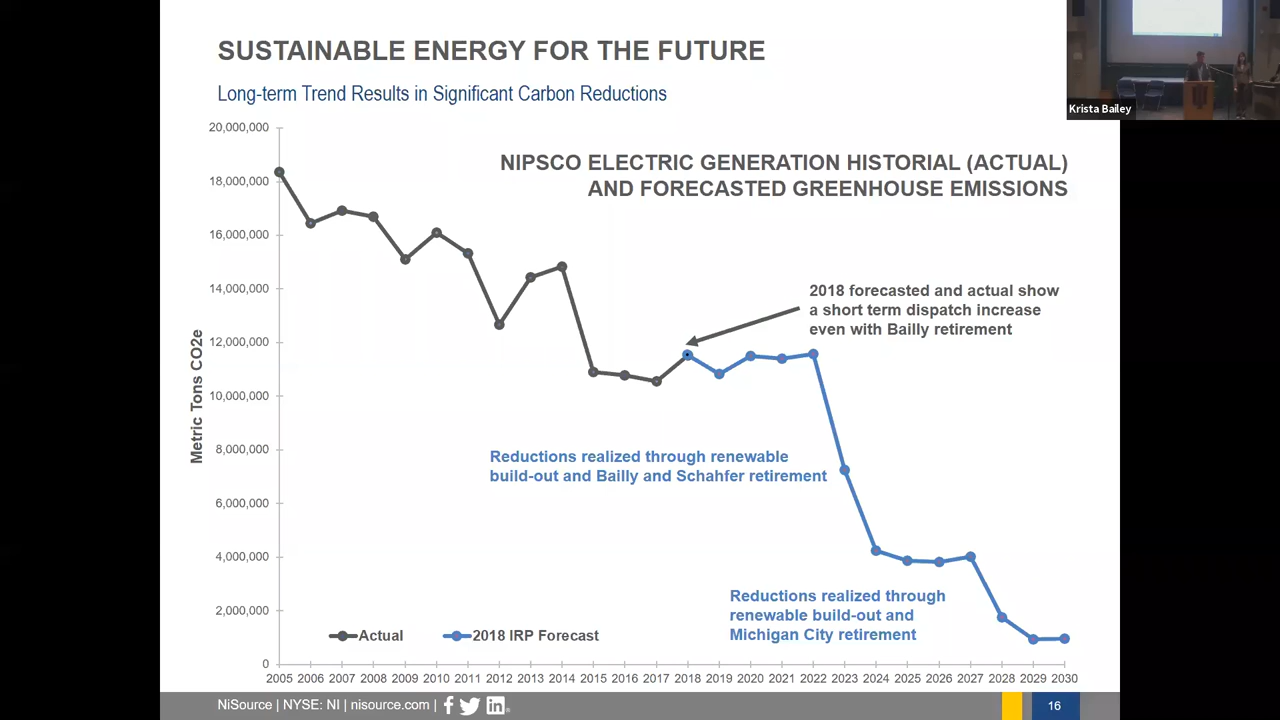 SUSTAINABLE ENERGY FOR THE FUTURE
Long-term Trend Results in Significant Carbon Reductions
Krista Bailey
NIPSCO ELECTRIC GENERATION HISTORIAL (ACTUAL)
AND FORECASTED GREENHOUSE EMISSIONS
Metric Tons CO2e
20,000,000
18,000,000
16,000,000
14,000,000
12,000,000
10,000,000
8,000,000
6,000,000
4,000,000
2,000,000
0
2018 forecasted and actual show
a short term dispatch increase
even with Bailly retirement
Reductions realized through renewable
build-out and Bailly and Schahfer retirement
Reductions realized through
renewable build-out and
Michigan City retirement
Actual
2018 IRP Forecast
2005 2006 2007 2008 2009 2010 2011 2012 2013 2014 2015 2016 2017 2018 2019 2020 2021 2022 2023 2024 2025 2026 2027 2028 2029 2030
NiSource | NYSE: NI | nisource.com |
16